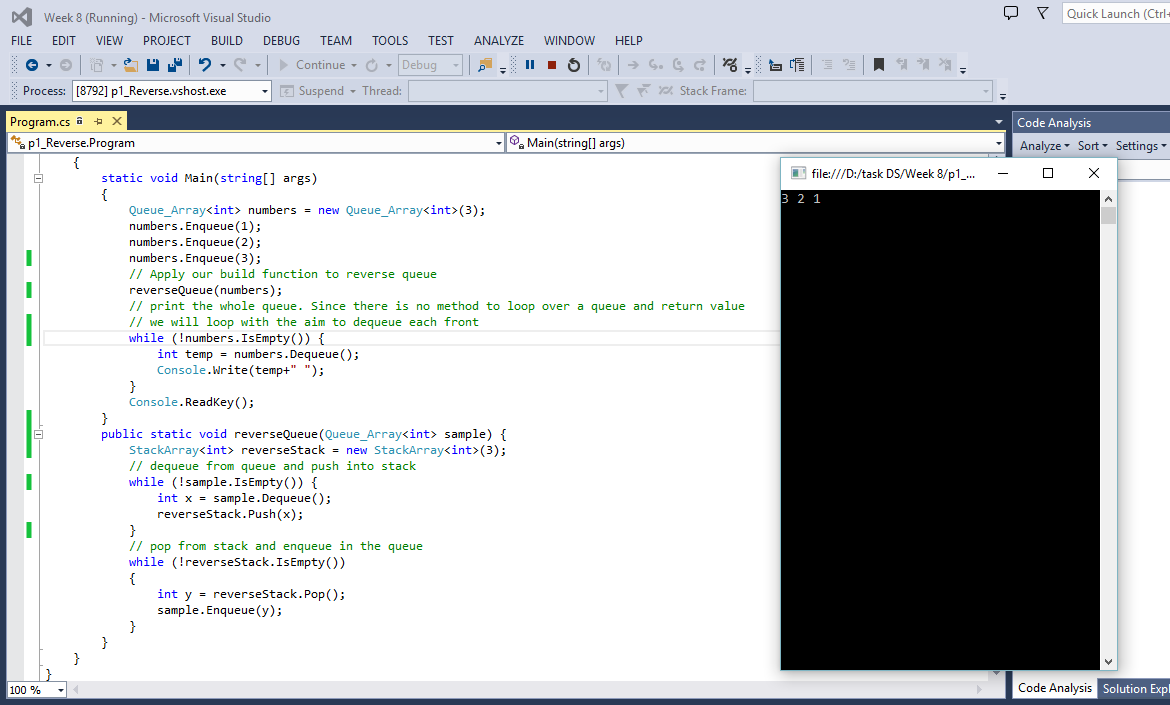 Week 8 (Running) - Microsoft Visual Studio
Quick Launch (Ctrl+
FILE EDIT VIEW PROJECT BUILD DEBUG TEAM TOOLS TEST ANALYZE WINDOW HELP
Continue Debug
Process: [8792] p1_Reverse.vshost.exe Suspend Thread: Stack Frame:
Program.cs
Code Analysis
p1_Reverse.Program Main(string[] args)
Analyze Sort Settings
{
static void Main(string[] args)
{
Queue_Array<int> numbers = new Queue_Array<int>(3);
numbers.Enqueue(1);
numbers.Enqueue(2);
numbers.Enqueue(3);
// Apply our build function to reverse queue
reverseQueue(numbers);
// print the whole queue. Since there is no method to loop over a queue and return value
// we will loop with the aim to dequeue each front
while (!numbers.IsEmpty()) {
int temp = numbers.Dequeue();
Console.Write(temp+" ");
}
Console.ReadKey();
}
public static void reverseQueue(Queue_Array<int> sample) {
StackArray<int> reverseStack = new StackArray<int>(3);
// dequeue from queue and push into stack
while (!sample.IsEmpty()) {
int x = sample.Dequeue();
reverseStack.Push(x);
}
// pop from stack and enqueue in the queue
while (!reverseStack.IsEmpty())
{
int y = reverseStack.Pop();
sample.Enqueue(y);
}
}
}
}
100 %
file:///D:/task DS/Week 8/p1_...
3 2 1
Code Analysis Solution Expl